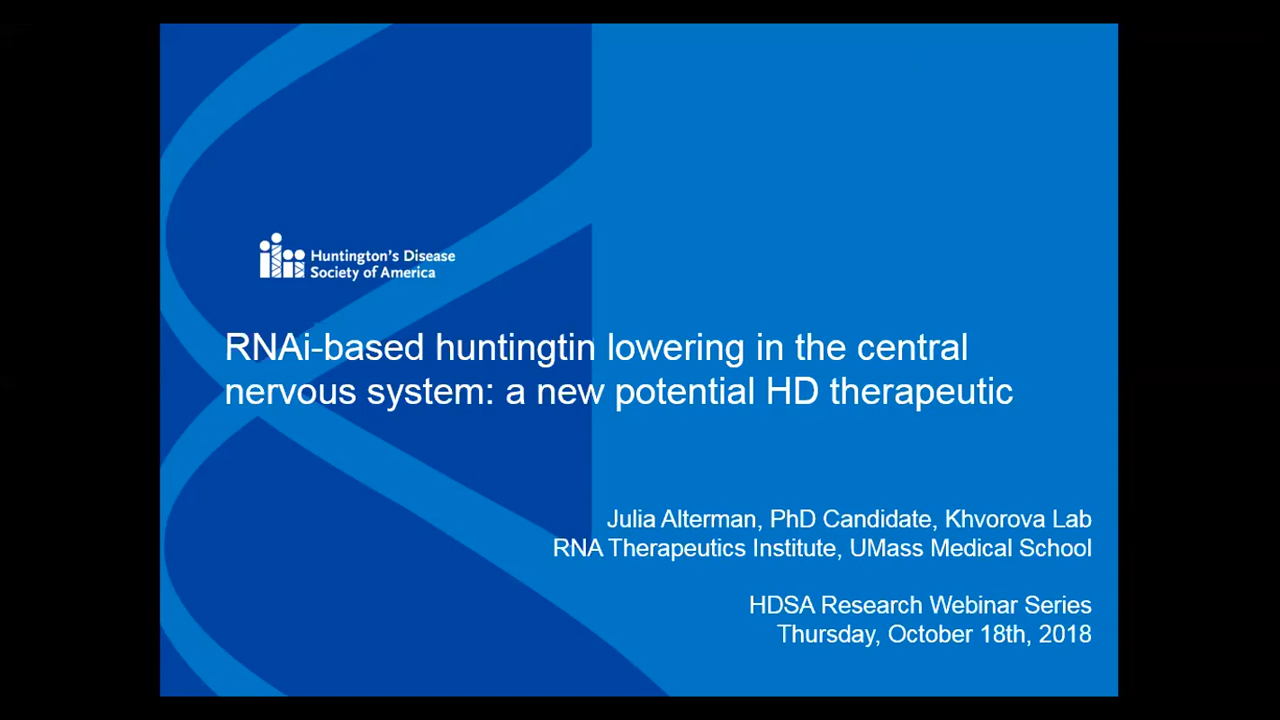 Huntington's Disease
Society of America
RNAi-based huntingtin lowering in the central
nervous system: a new potential HD therapeutic
Julia Alterman, PhD Candidate, Khvorova Lab
RNA Therapeutics Institute, UMass Medical School
HDSA Research Webinar Series
Thursday, October 18th, 2018